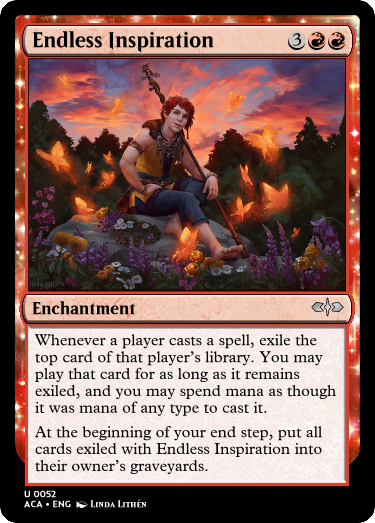 Endless Inspiration 3
Linda Lithén
Enchantment
Whenever a player casts a spell, exile the
top card of that player's library. You may
play that card for as long as it remains
exiled, and you may spend mana as though
it was mana of any type to cast it.
At the beginning of your end step, put all
cards exiled with Endless Inspiration into
their owner's graveyards.
U 0052
ACA • ENG Linda Lithén